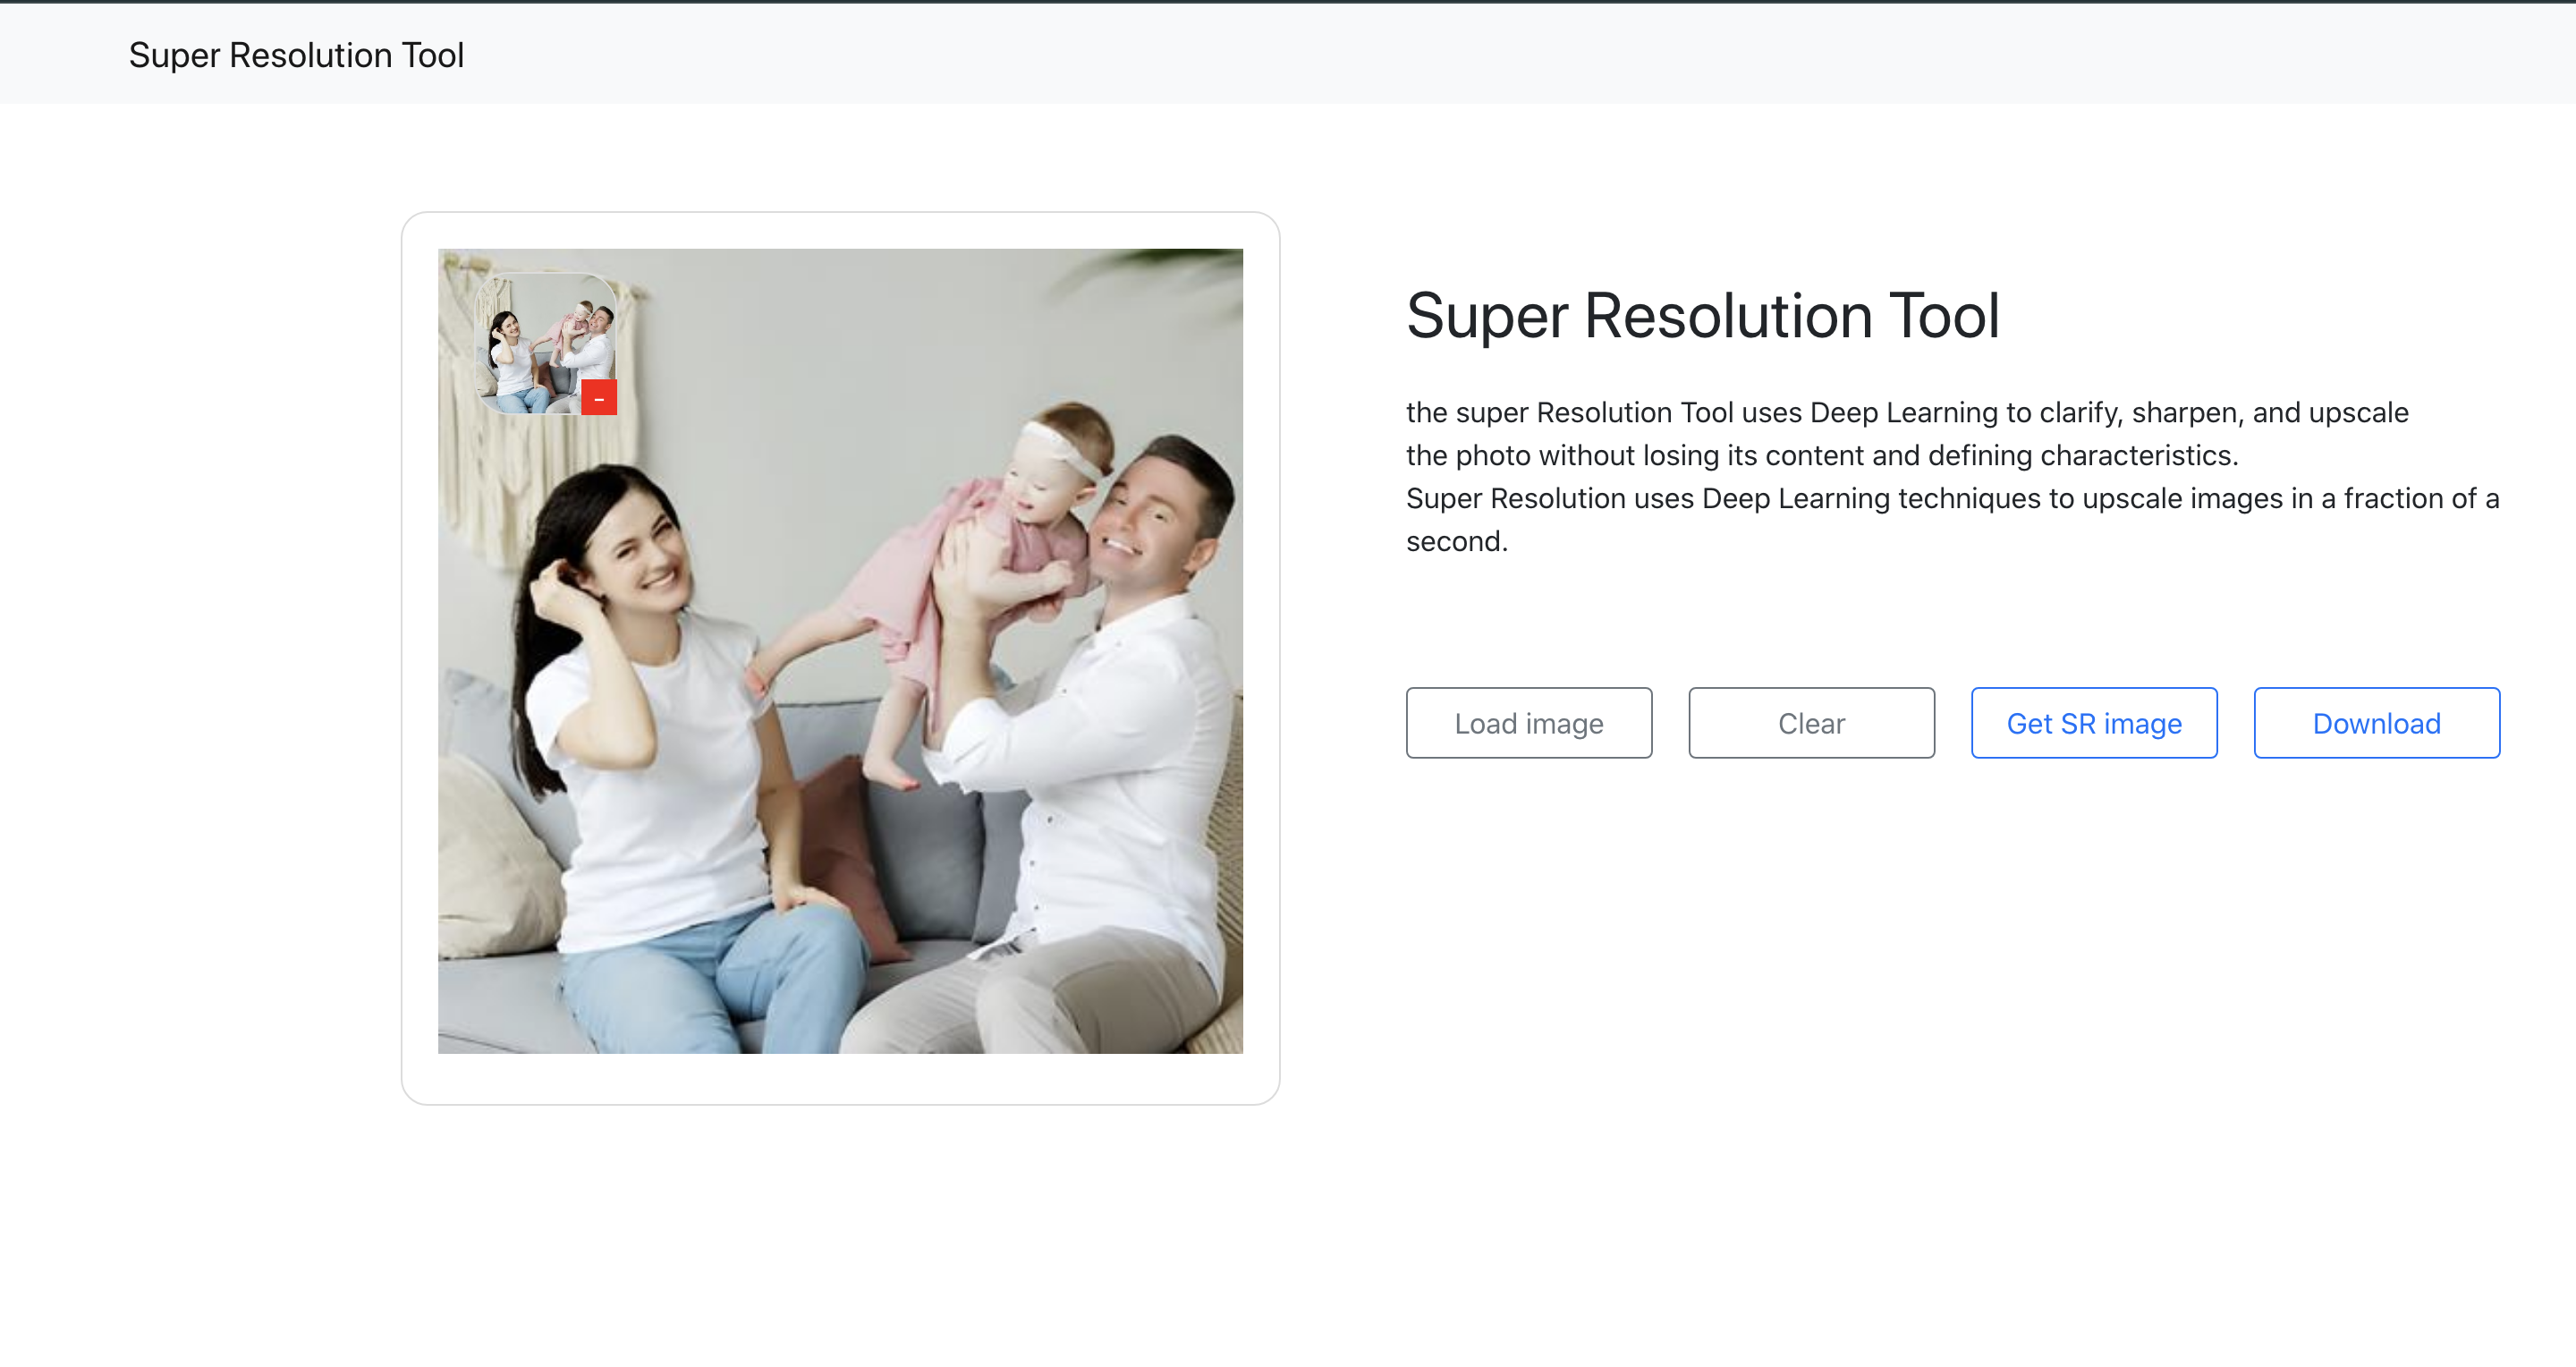 Super Resolution Tool
Super Resolution Tool
the super Resolution Tool uses Deep Learning to clarify, sharpen, and upscale
the photo without losing its content and defining characteristics.
Super Resolution uses Deep Learning techniques to upscale images in a fraction of a
second.
Load image
Clear
Get SR image
Download